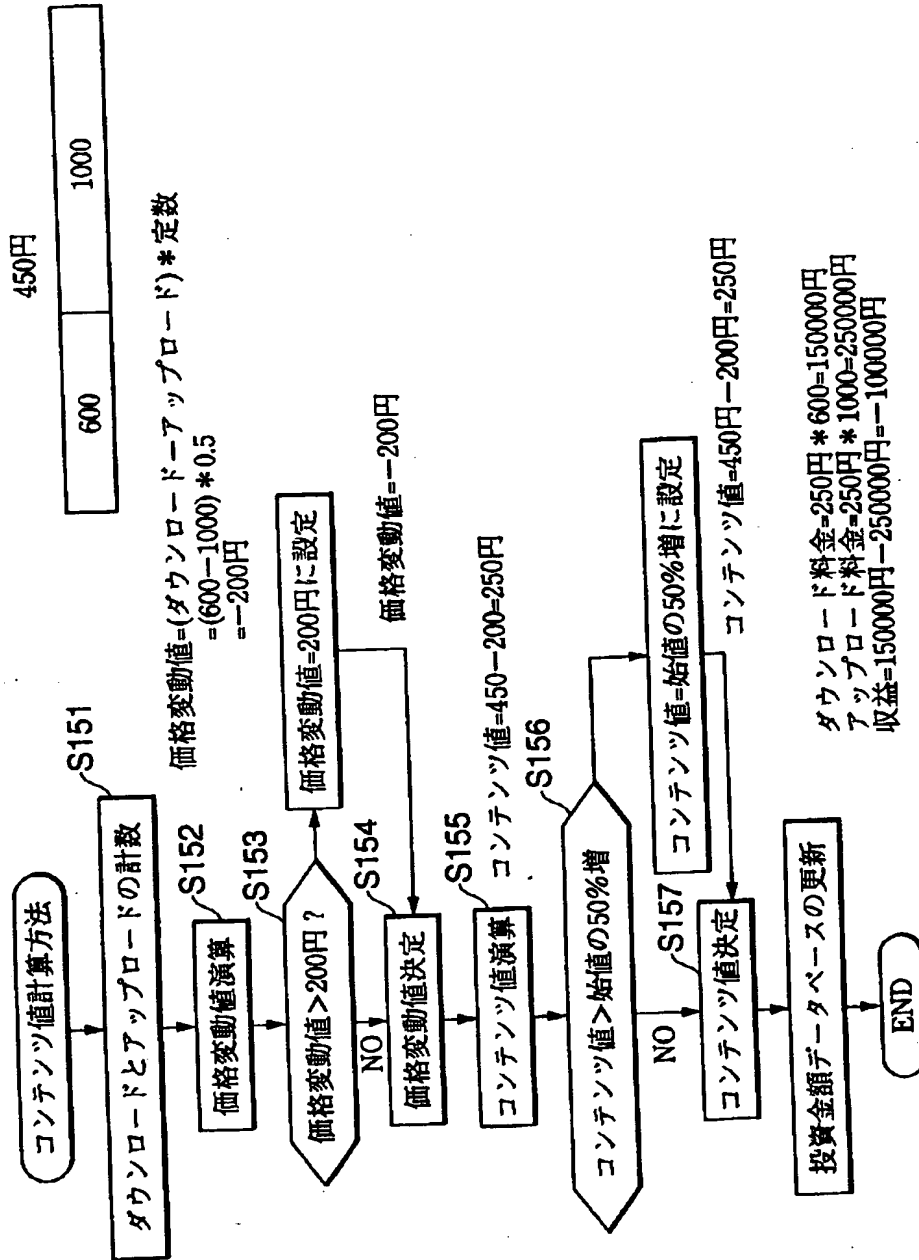 450円
600
1000
コンテンツ値計算方法
S151
ダウンロードとアップロードの計数
価格変動値=(ダウンロードーアップロード)*定数
=(600−1000)*0.5
=−200円
S152
価格変動値演算
S153
価格変動値>200円?
価格変動値=200円に設定
NO
S154
価格変動値決定
価格変動値=−200円
S155
コンテンツ値演算
コンテンツ値=450−200=250円
S156
コンテンツ値>始値の50%増
コンテンツ値=始値の50%増に設定
NO
S157
コンテンツ値決定
コンテンツ値=450円−200円=250円
投資金額データベースの更新
ダウンロード料金=250円*600=150000円
アップロード料金=250円*1000=250000円
収益=150000円−250000円=−100000円
END